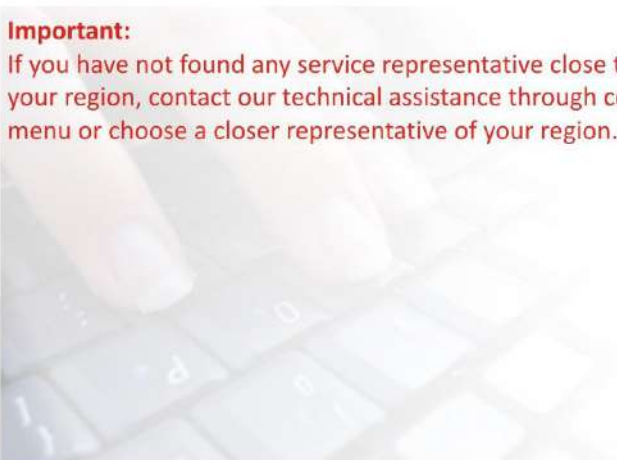 Important:
If you have not found any service representative close
your region, contact our technical assistance through
menu or choose a closer representative of your region.